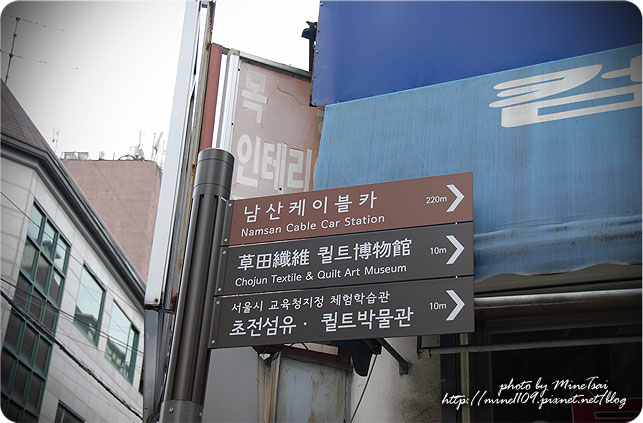 목
인테리
남산케이블카 220m
Namsan Cable Car Station
草田纖維 퀼트博物館 10m
Chojun Textile & Quilt Art Museum
서울시 교육청지정 체험학습관 10m
초전섬유 · 퀼트박물관
photo by MineTsai
http://mine1109.pixnet.net/blog